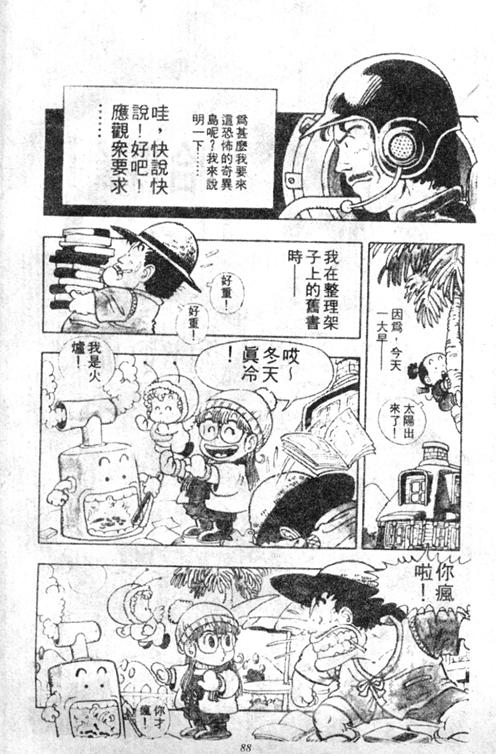 為甚麼我要來
這恐怖的奇異
島呢？我來說
明一下……
哇，快說快
說！好吧！
應觀衆要求
……
因為，今天
一大早——
太陽出
來了！
我在整理架
子上的舊書
時——
好重！
好重！
哎～
冬天
眞冷
！
我是火
爐！
你瘋
啦！
你才
瘋！
88